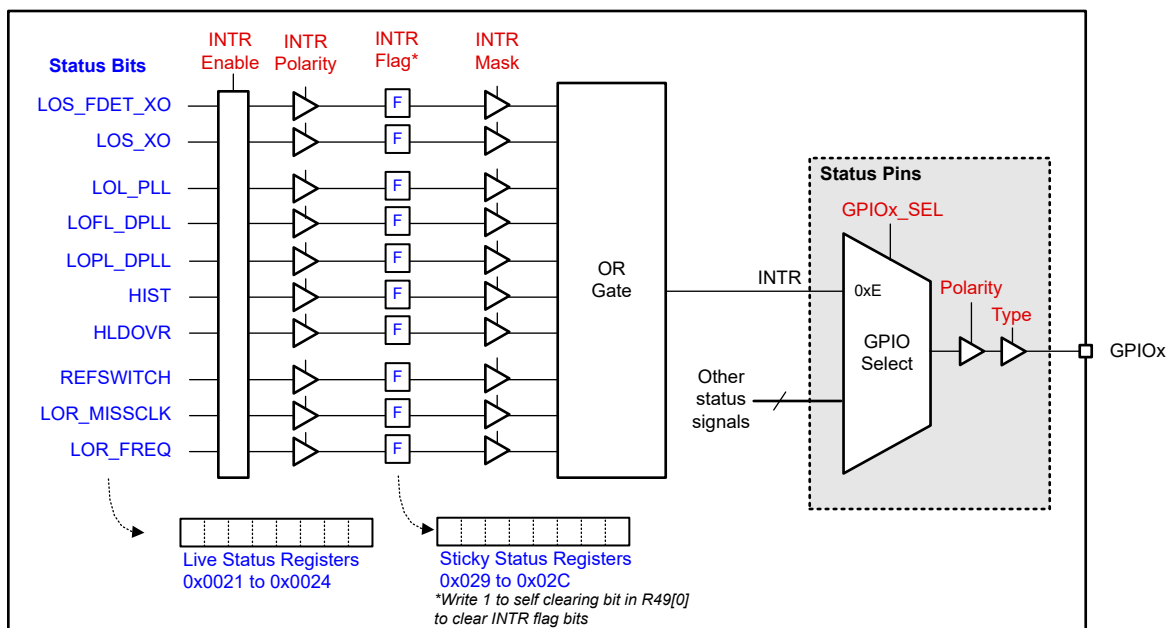 Status Bits
INTR
Enable
INTR
Polarity
INTR
Flag*
INTR
Mask
LOS_FDET_XO
LOS_XO
LOL_PLL
LOFL_DPLL
LOPL_DPLL
HIST
HLDOVR
REFSWITCH
LOR_MISSCLK
LOR_FREQ
F
F
F
F
F
F
F
F
F
F
OR
Gate
INTR
Status Pins
GPIOx_SEL
0xE
GPIO
Select
Polarity
Type
GPIOx
Other
status
signals
Live Status Registers
0x0021 to 0x0024
Sticky Status Registers
0x029 to 0x02C
*Write 1 to self clearing bit in R49[0]
to clear INTR flag bits